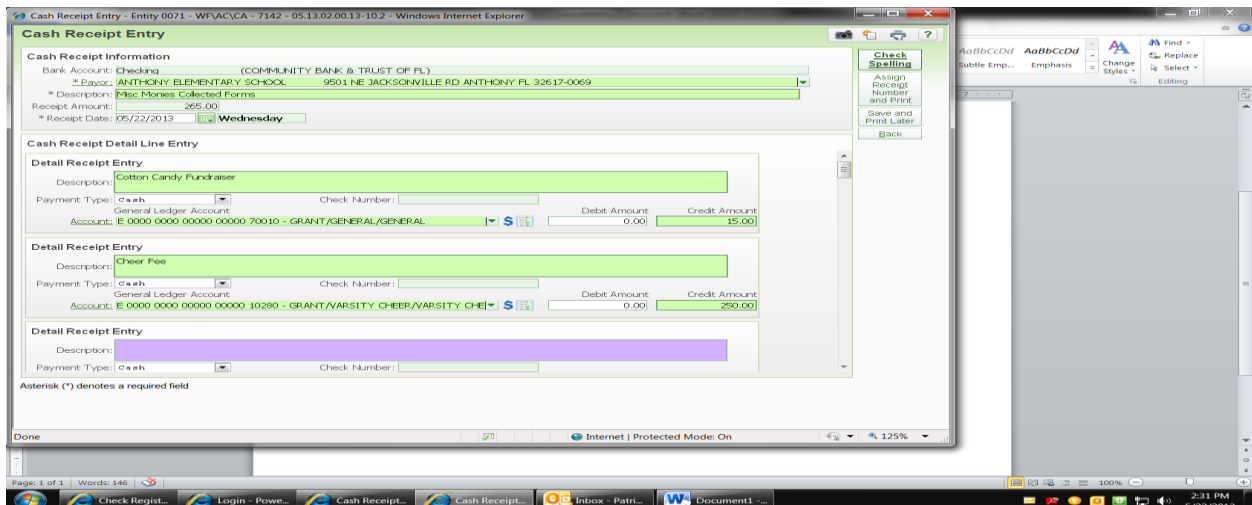 Cash Receipt Entry - Entity 0071 - WF\AC\CA - 7142 - 05.13.02.00.13-10.2 - Windows Internet Explorer
Cash Receipt Entry
Cash Receipt Information
Bank Account: Checking (COMMUNITY BANK & TRUST OF FL)
* Payor: ANTHONY ELEMENTARY SCHOOL 9501 NE JACKSONVILLE RD ANTHONY FL 32617-0069
* Description: Misc Monies Collected Forms
Receipt Amount: 265.00
* Receipt Date: 05/22/2013 Wednesday
Check Spelling
Assign Receipt Number and Print
Save and Print Later
Back
Cash Receipt Detail Line Entry
Detail Receipt Entry
Description: Cotton Candy Fundraiser
Payment Type: Cash Check Number:
General Ledger Account Debit Amount Credit Amount
Account: E 0000 0000 00000 00000 70010 - GRANT/GENERAL/GENERAL $ 0.00 15.00
Detail Receipt Entry
Description: Cheer Fee
Payment Type: Cash Check Number:
General Ledger Account Debit Amount Credit Amount
Account: E 0000 0000 00000 00000 10280 - GRANT/VARSITY CHEER/VARSITY CHE $ 0.00 250.00
Detail Receipt Entry
Description:
Payment Type: Cash Check Number:
Asterisk (*) denotes a required field
Done Internet | Protected Mode: On 125%
AaBbCcDd AaBbCcDd
Subtle Emp... Emphasis
Change Styles
Find
Replace
Select
Editing
7
Page: 1 of 1 Words: 146 100%
Check Regist... Login - Powe... Cash Receipt... Cash Receipt... Inbox - Patri... Document1 -... 2:31 PM